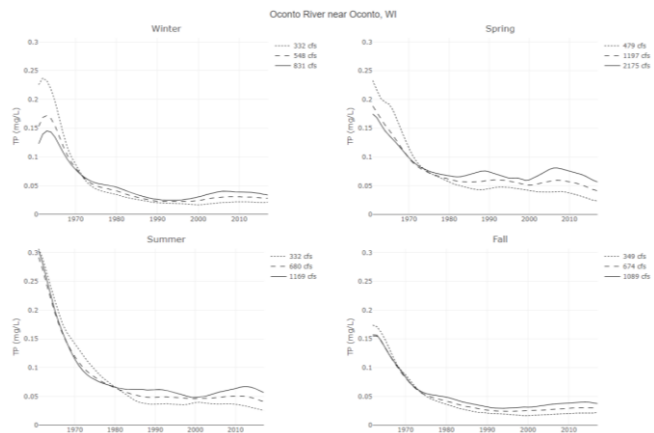 Oconto River near Oconto, WI
Winter
TP (mg/L)
0.3
0.25
0.2
0.15
0.1
0.05
0
1970
1980
1990
2000
2010
332 cfs
548 cfs
831 cfs
Spring
TP (mg/L)
0.3
0.25
0.2
0.15
0.1
0.05
0
1970
1980
1990
2000
2010
479 cfs
1197 cfs
2175 cfs
Summer
TP (mg/L)
0.3
0.25
0.2
0.15
0.1
0.05
0
1970
1980
1990
2000
2010
332 cfs
680 cfs
1169 cfs
Fall
TP (mg/L)
0.3
0.25
0.2
0.15
0.1
0.05
0
1970
1980
1990
2000
2010
349 cfs
674 cfs
1089 cfs